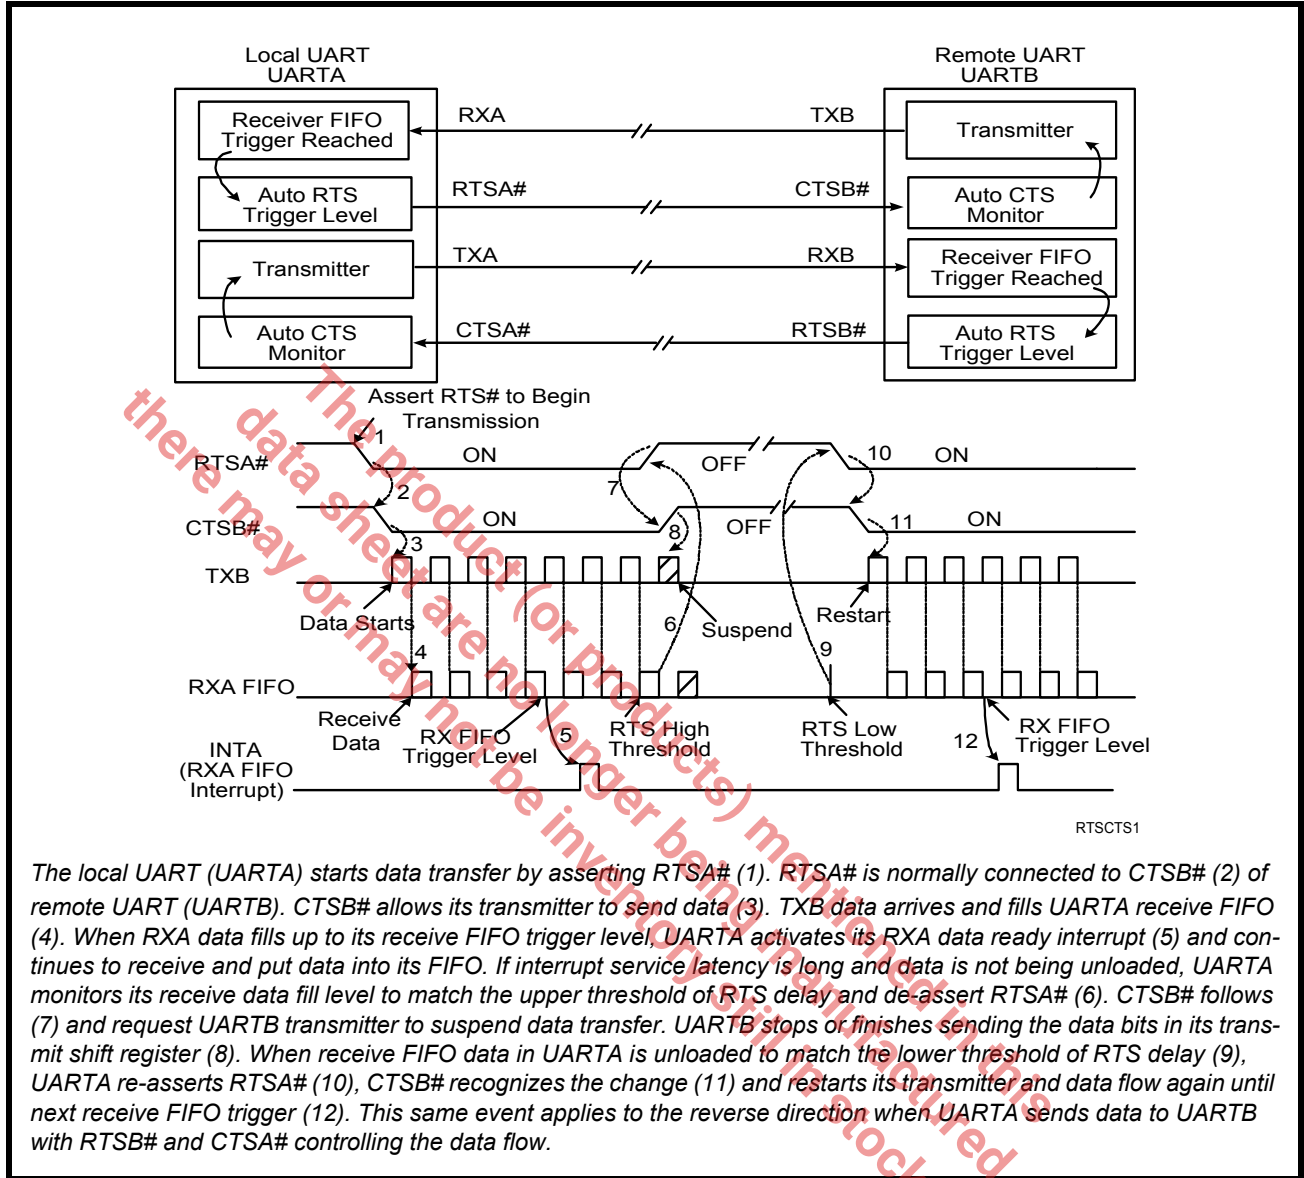 Local UART
UARTA
Remote UART
UARTB
Receiver FIFO
Trigger Reached
RXA
TXB
Transmitter
Auto RTS
Trigger Level
RTSA#
CTSB#
Auto CTS
Monitor
Transmitter
TXA
RXB
Receiver FIFO
Trigger Reached
Auto CTS
Monitor
CTSA#
RTSB#
Auto RTS
Trigger Level
Assert RTS# to Begin
Transmission
1
RTSA#
ON
OFF
10
ON
2
7
CTSB#
ON
8
OFF
11
ON
3
TXB
Data Starts
Suspend
Restart
4
6
9
RXA FIFO
Receive
Data
RX FIFO
Trigger Level
5
RTS High
Threshold
RTS Low
Threshold
12
RX FIFO
Trigger Level
INTA
(RXA FIFO
Interrupt)
RTSCTS1
The local UART (UARTA) starts data transfer by asserting RTSA# (1). RTSA# is normally connected to CTSB# (2) of
remote UART (UARTB). CTSB# allows its transmitter to send data (3). TXB data arrives and fills UARTA receive FIFO
(4). When RXA data fills up to its receive FIFO trigger level, UARTA activates its RXA data ready interrupt (5) and con-
tinues to receive and put data into its FIFO. If interrupt service latency is long and data is not being unloaded, UARTA
monitors its receive data fill level to match the upper threshold of RTS delay and de-assert RTSA# (6). CTSB# follows
(7) and request UARTB transmitter to suspend data transfer. UARTB stops or finishes sending the data bits in its trans-
mit shift register (8). When receive FIFO data in UARTA is unloaded to match the lower threshold of RTS delay (9),
UARTA re-asserts RTSA# (10), CTSB# recognizes the change (11) and restarts its transmitter and data flow again until
next receive FIFO trigger (12). This same event applies to the reverse direction when UARTA sends data to UARTB
with RTSB# and CTSA# controlling the data flow.
The product (or products) mentioned in this
data sheet are no longer being manufactured
there may or may not be inventory still in stock